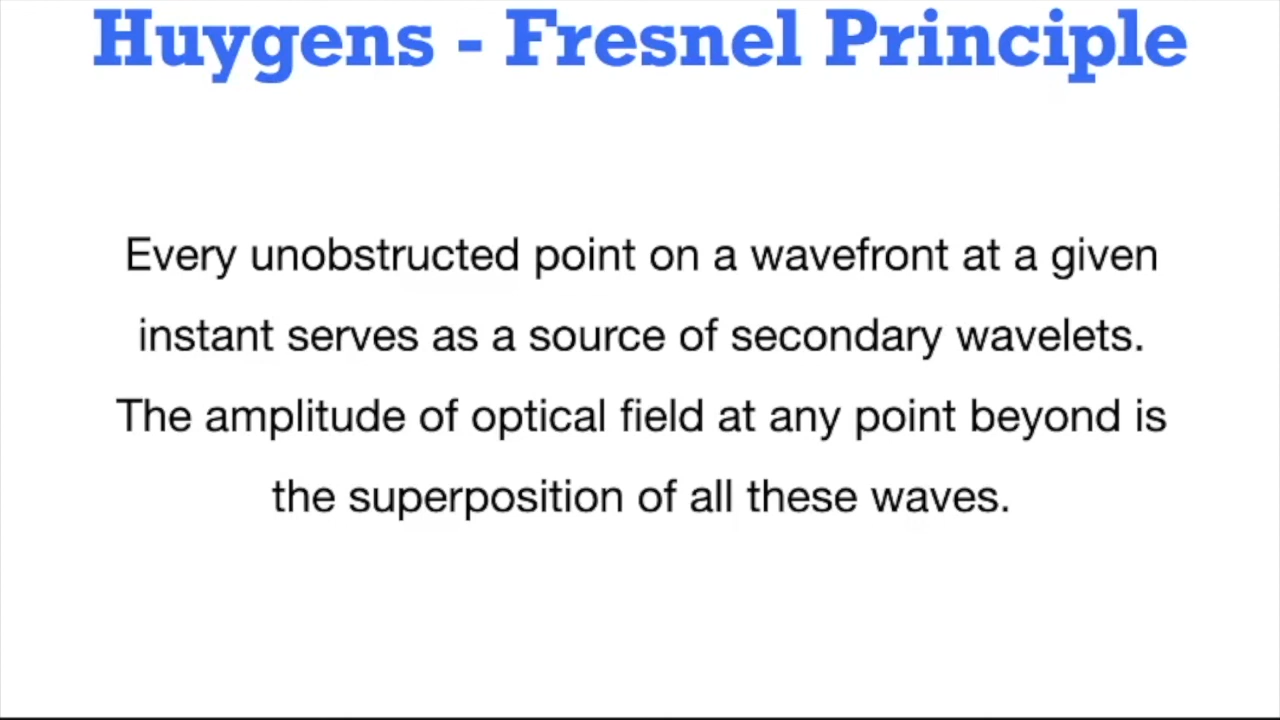 Huygens - Fresnel Principle
Every unobstructed point on a wavefront at a given
instant serves as a source of secondary wavelets.
The amplitude of optical field at any point beyond is
the superposition of all these waves.